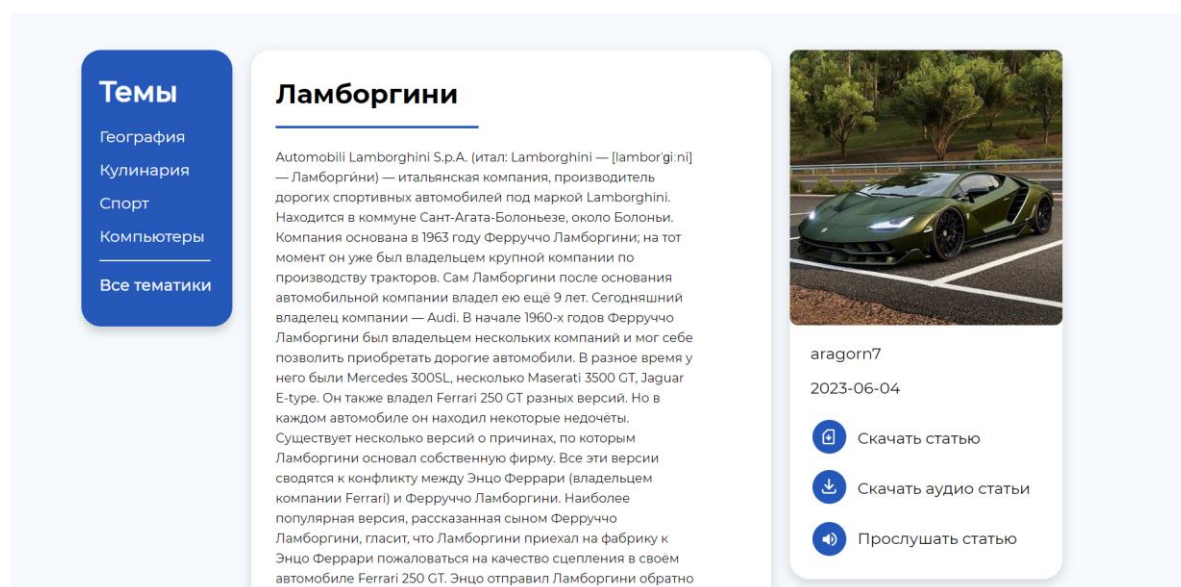 Темы
География
Кулинария
Спорт
Компьютеры
Все тематики
Ламборгини
Automobili Lamborghini S.p.A. (итал: Lamborghini — [lambor'gi:ni]
— Ламборги́ни) — итальянская компания, производитель
дорогих спортивных автомобилей под маркой Lamborghini.
Находится в коммуне Сант-Агата-Болоньезе, около Болоньи.
Компания основана в 1963 году Ферруччо Ламборгини; на тот
момент он уже был владельцем крупной компании по
производству тракторов. Сам Ламборгини после основания
автомобильной компании владел ею ещё 9 лет. Сегодняшний
владелец компании — Audi. В начале 1960-х годов Ферруччо
Ламборгини был владельцем нескольких компаний и мог себе
позволить приобретать дорогие автомобили. В разное время у
него были Mercedes 300SL, несколько Maserati 3500 GT, Jaguar
E-type. Он также владел Ferrari 250 GT разных версий. Но в
каждом автомобиле он находил некоторые недочёты.
Существует несколько версий о причинах, по которым
Ламборгини основал собственную фирму. Все эти версии
сводятся к конфликту между Энцо Феррари (владельцем
компании Ferrari) и Ферруччо Ламборгини. Наиболее
популярная версия, рассказанная сыном Ферруччо
Ламборгини, гласит, что Ламборгини приехал на фабрику к
Энцо Феррари пожаловаться на качество сцепления в своём
автомобиле Ferrari 250 GT. Энцо отправил Ламборгини обратно
aragorn7
2023-06-04
Скачать статью
Скачать аудио статьи
Прослушать статью